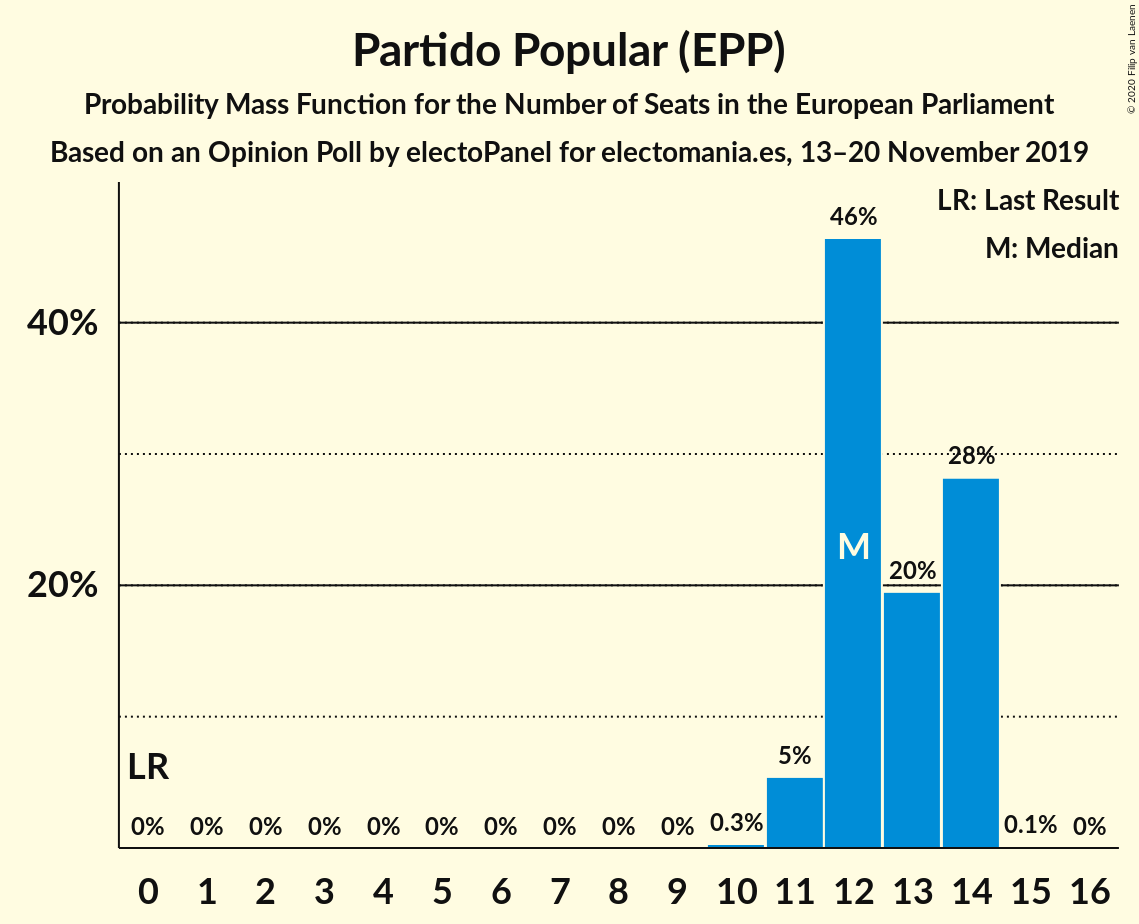 Partido Popular (EPP)
Probability Mass Function for the Number of Seats in the European Parliament
Based on an Opinion Poll by electoPanel for electomania.es, 13–20 November 2019
© 2020 Filip van Laenen
LR: Last Result
M: Median
46%
40%
28%
M
20%
20%
5%
LR
0% 0% 0% 0% 0% 0% 0% 0% 0% 0% 0.3% 0.1% 0%
0 1 2 3 4 5 6 7 8 9 10 11 12 13 14 15 16